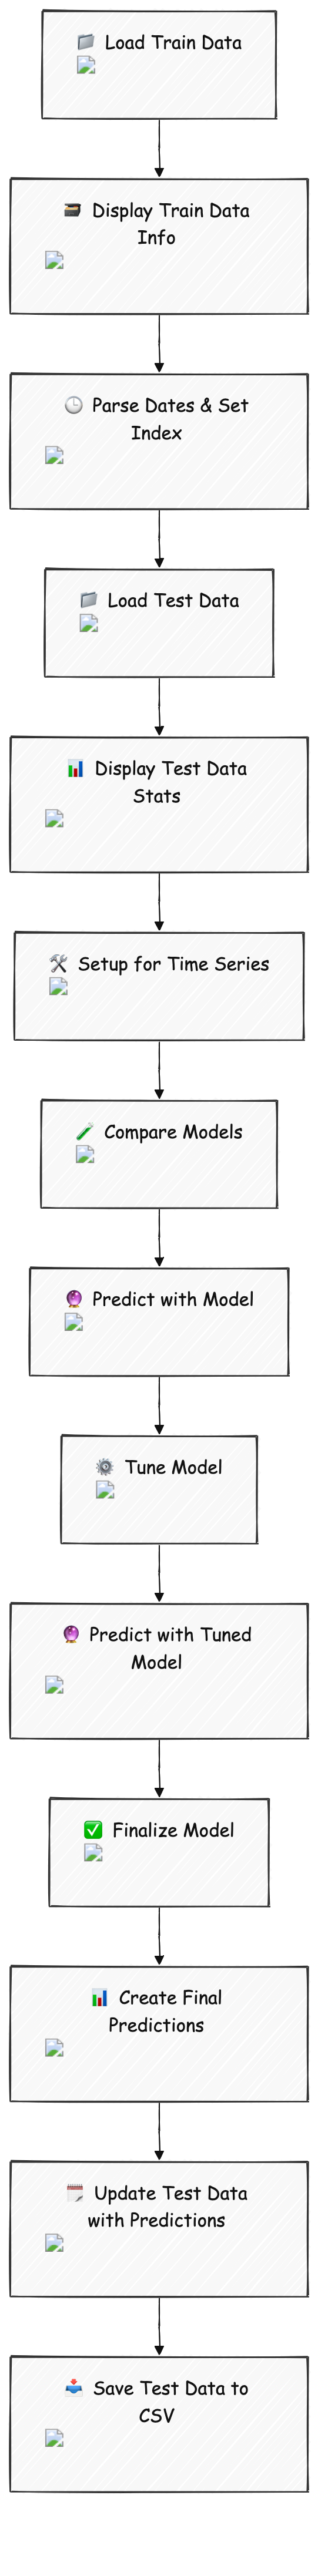 📁 Load Train Data
🗃️ Display Train Data
Info
🕒 Parse Dates & Set
Index
📁 Load Test Data
📊 Display Test Data
Stats
🛠️ Setup for Time Series
🧪 Compare Models
🔮 Predict with Model
⚙️ Tune Model
🔮 Predict with Tuned
Model
✅ Finalize Model
📊 Create Final
Predictions
🗒️ Update Test Data
with Predictions
📥 Save Test Data to
CSV